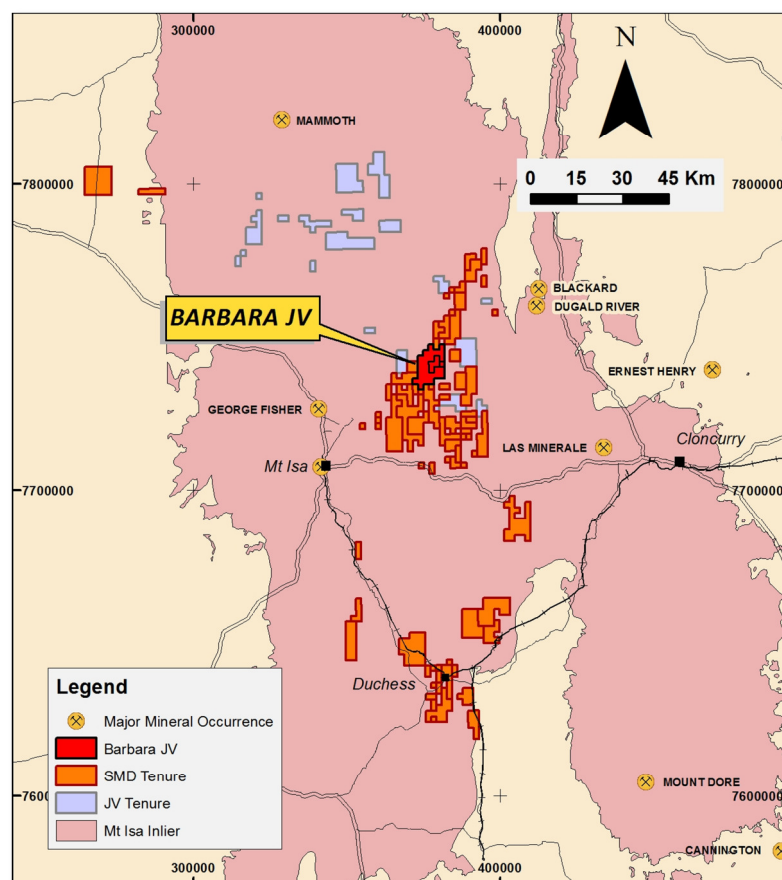 300000
400000
N
MAMMOTH
7800000
7800000
0 15 30 45 Km
BLACKARD
DUGALD RIVER
BARBARA JV
ERNEST HENRY
GEORGE FISHER
LAS MINERALE
Cloncurry
Mt Isa
7700000
7700000
Duchess
Legend
Major Mineral Occurrence
Barbara JV
SMD Tenure
JV Tenure
Mt Isa Inlier
MOUNT DORE
7600000
7600000
CANNINGTON
300000
400000